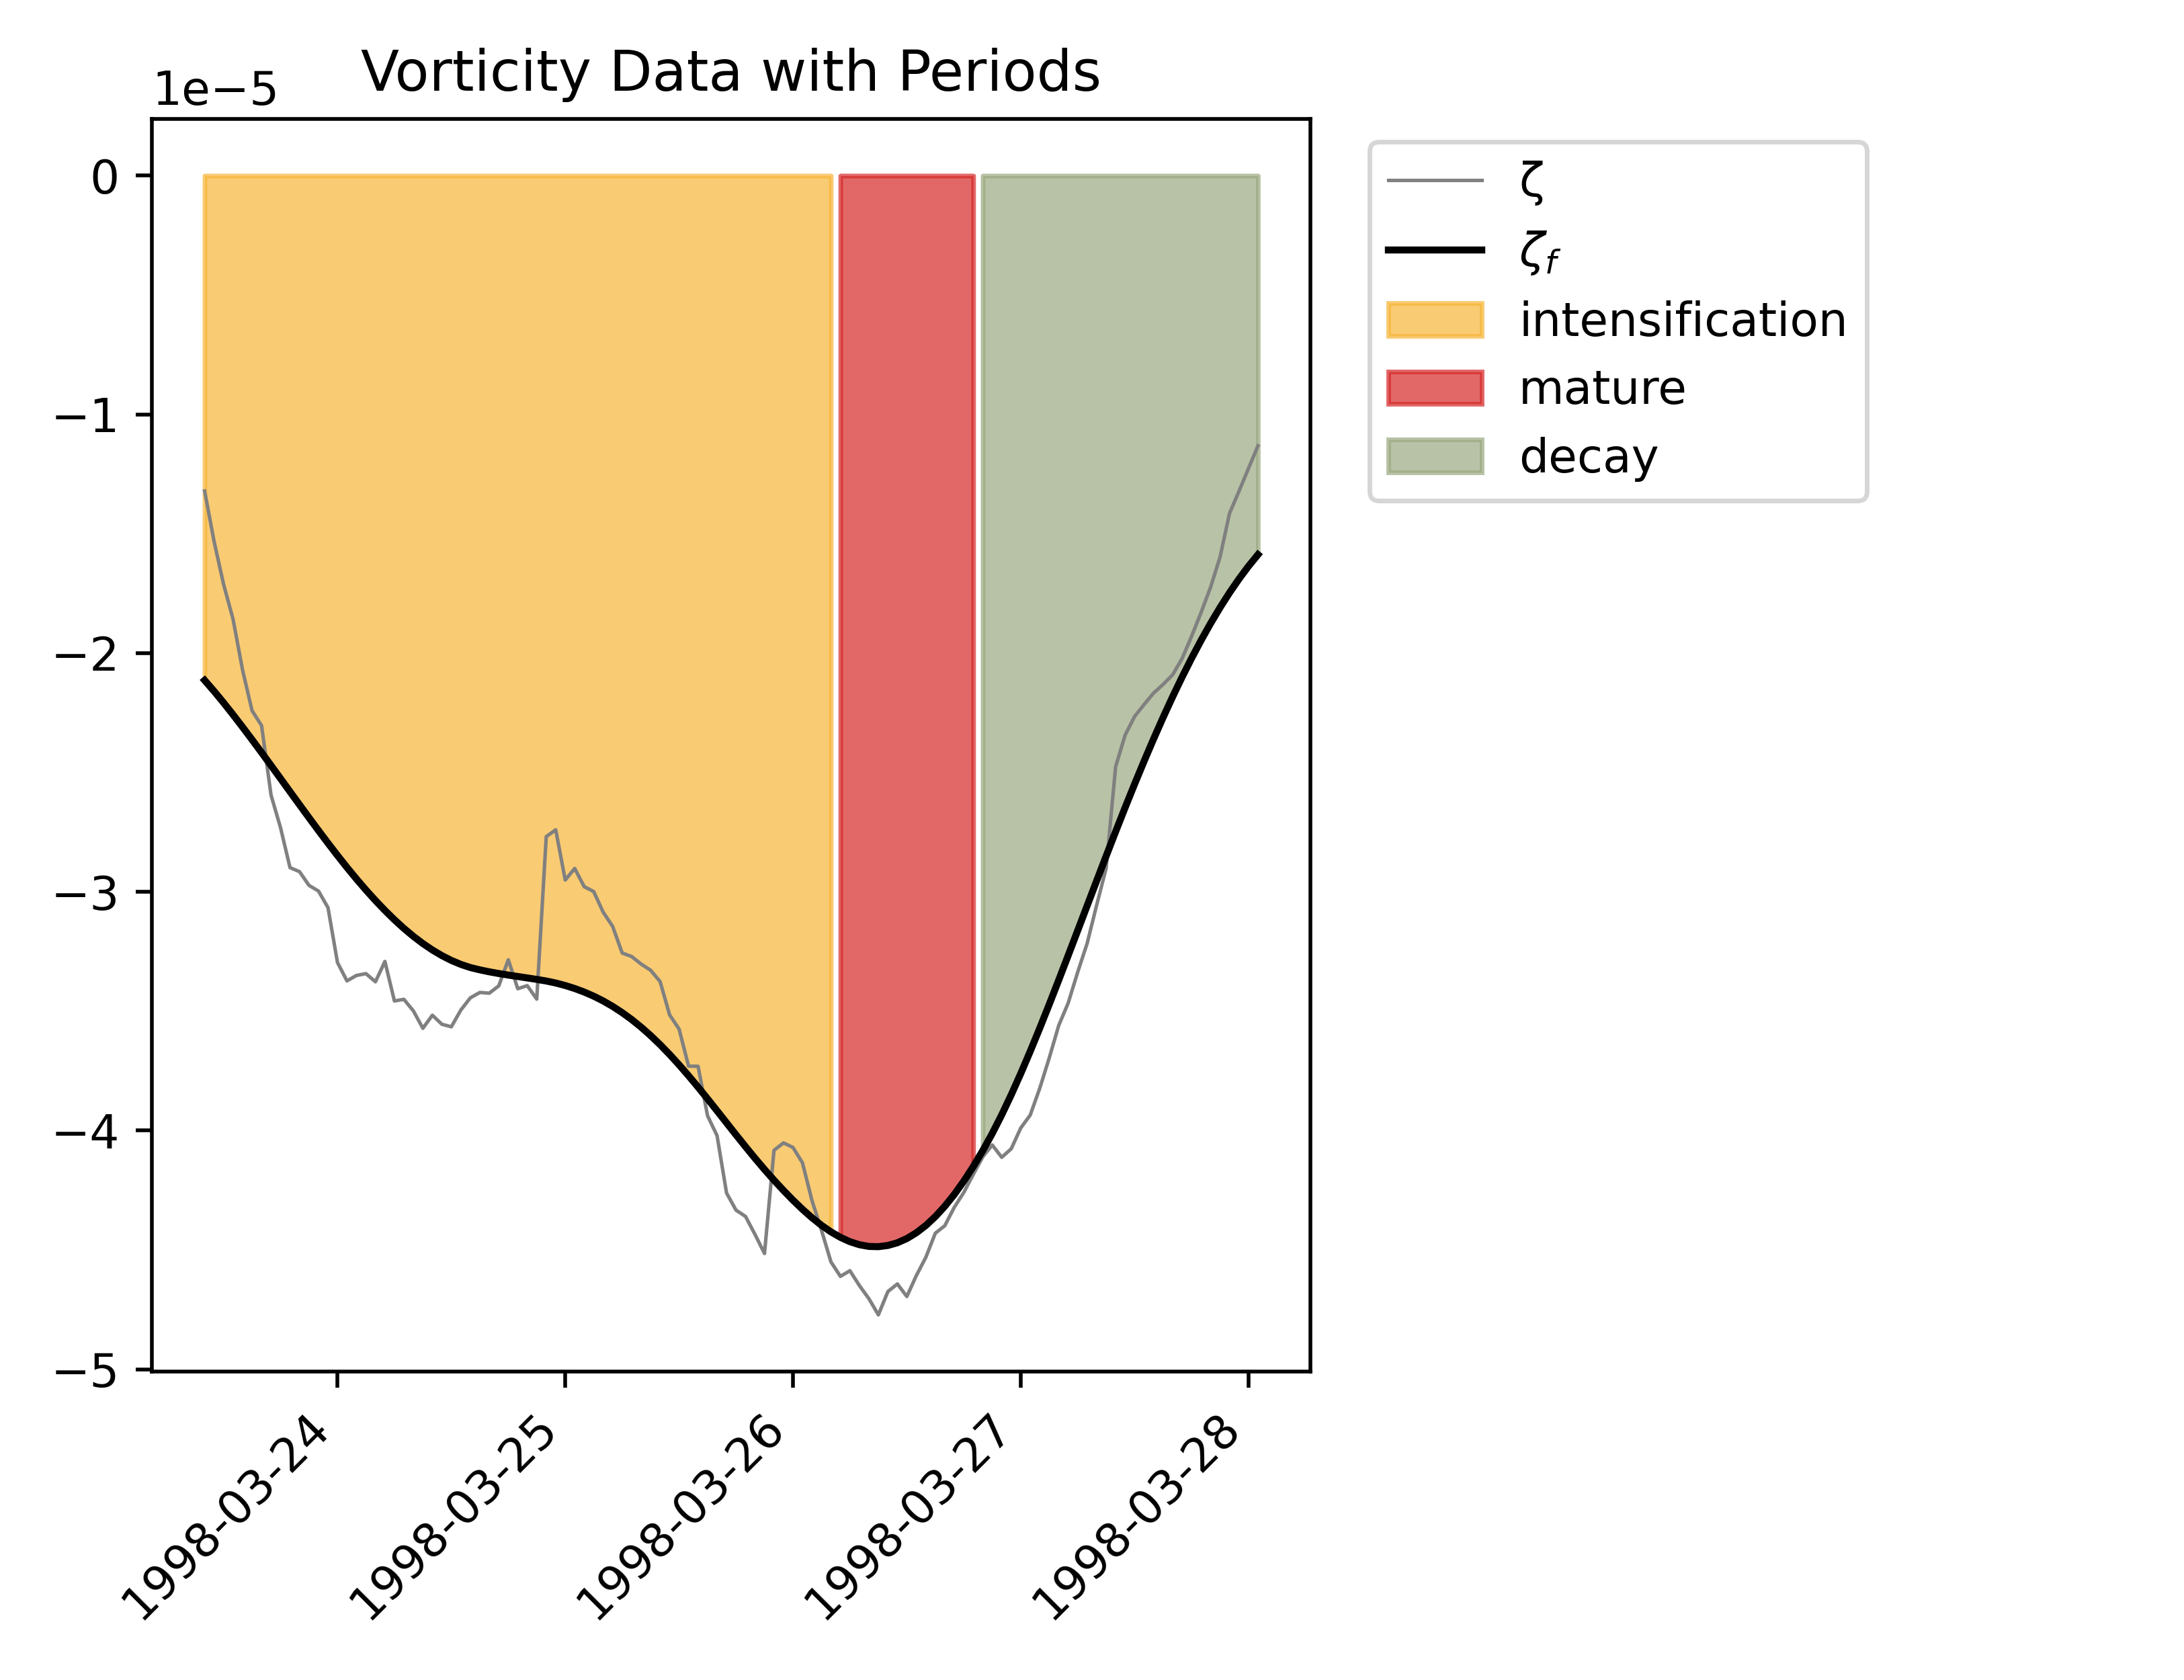 Vorticity Data with Periods
1e−5
0
−1
−2
−3
−4
−5
1998-03-24
1998-03-25
1998-03-26
1998-03-27
1998-03-28
ζ
ζf
intensification
mature
decay